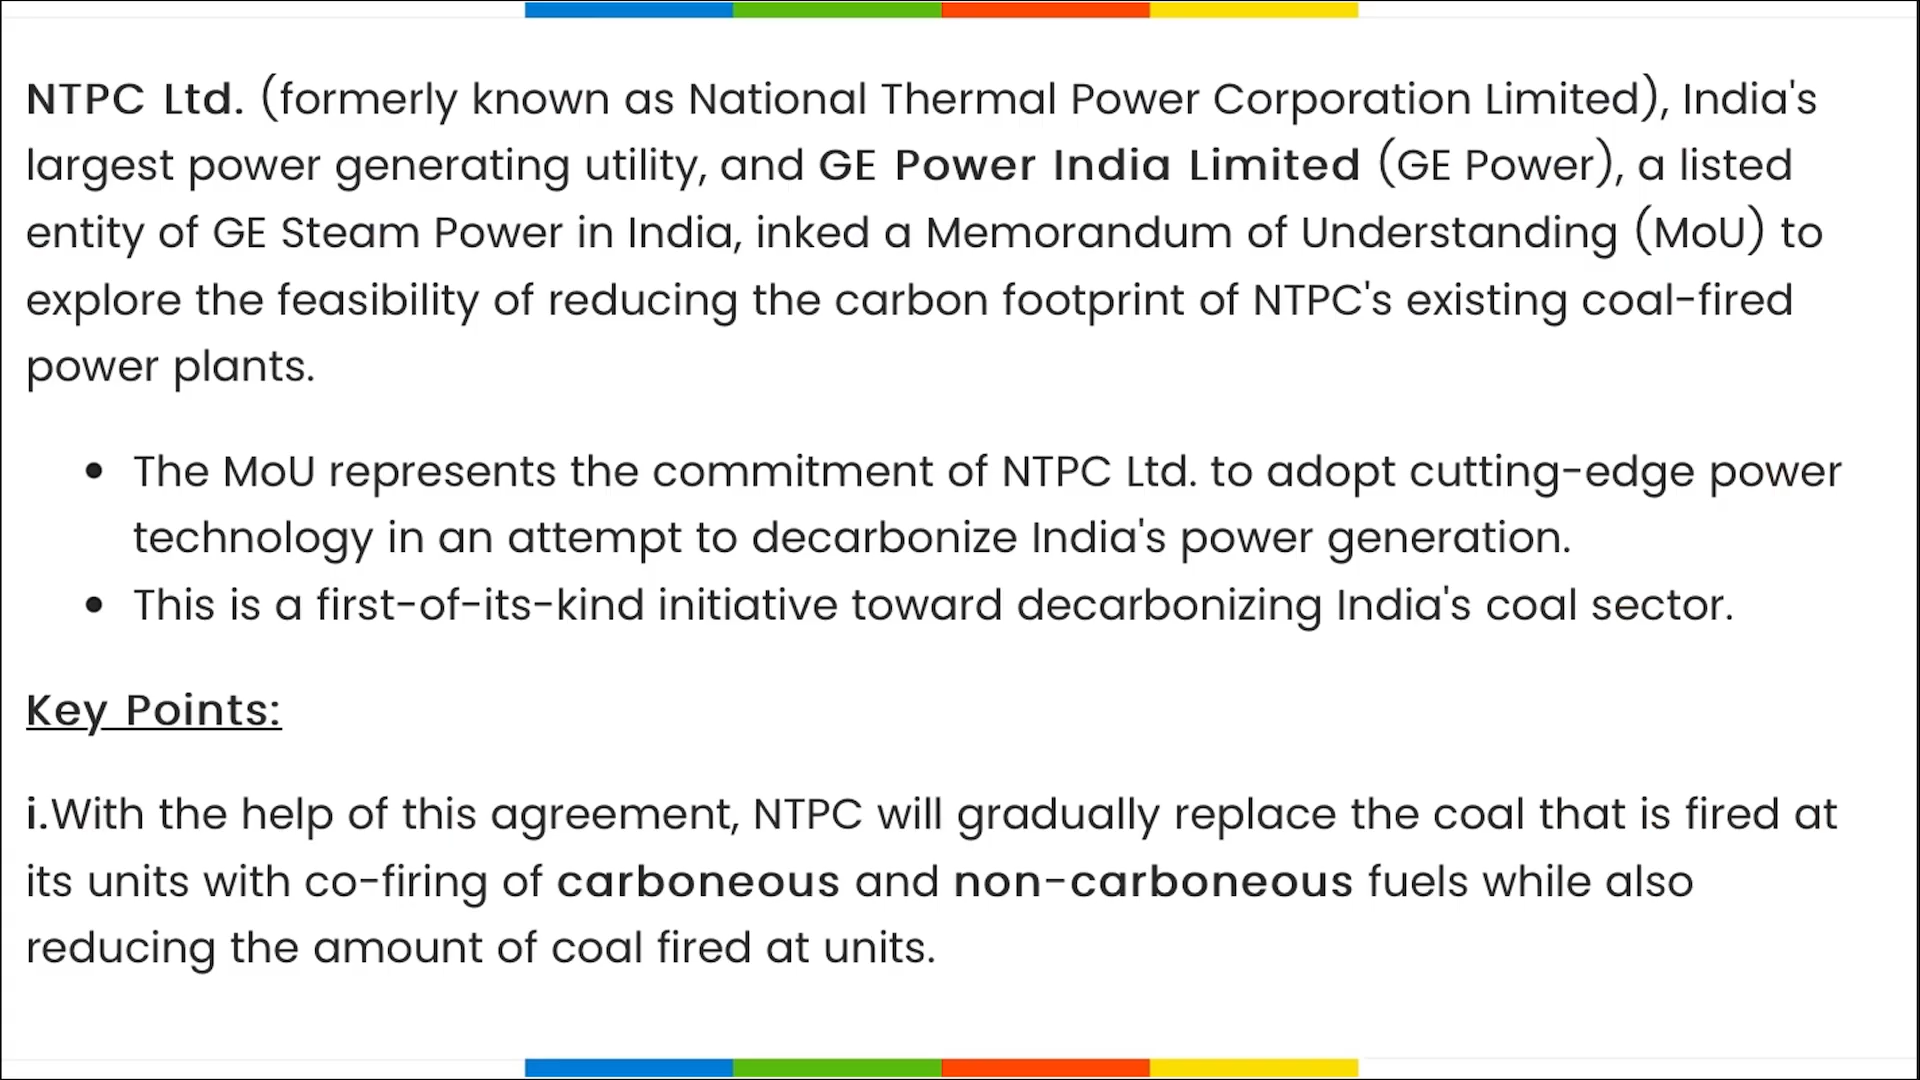 NTPC Ltd. (formerly known as National Thermal Power Corporation Limited), India's
largest power generating utility, and GE Power India Limited (GE Power), a listed
entity of GE Steam Power in India, inked a Memorandum of Understanding (MoU) to
explore the feasibility of reducing the carbon footprint of NTPC's existing coal-fired
power plants.
• The MoU represents the commitment of NTPC Ltd. to adopt cutting-edge power
technology in an attempt to decarbonize India's power generation.
• This is a first-of-its-kind initiative toward decarbonizing India's coal sector.
Key Points:
i.With the help of this agreement, NTPC will gradually replace the coal that is fired at
its units with co-firing of carboneous and non-carboneous fuels while also
reducing the amount of coal fired at units.